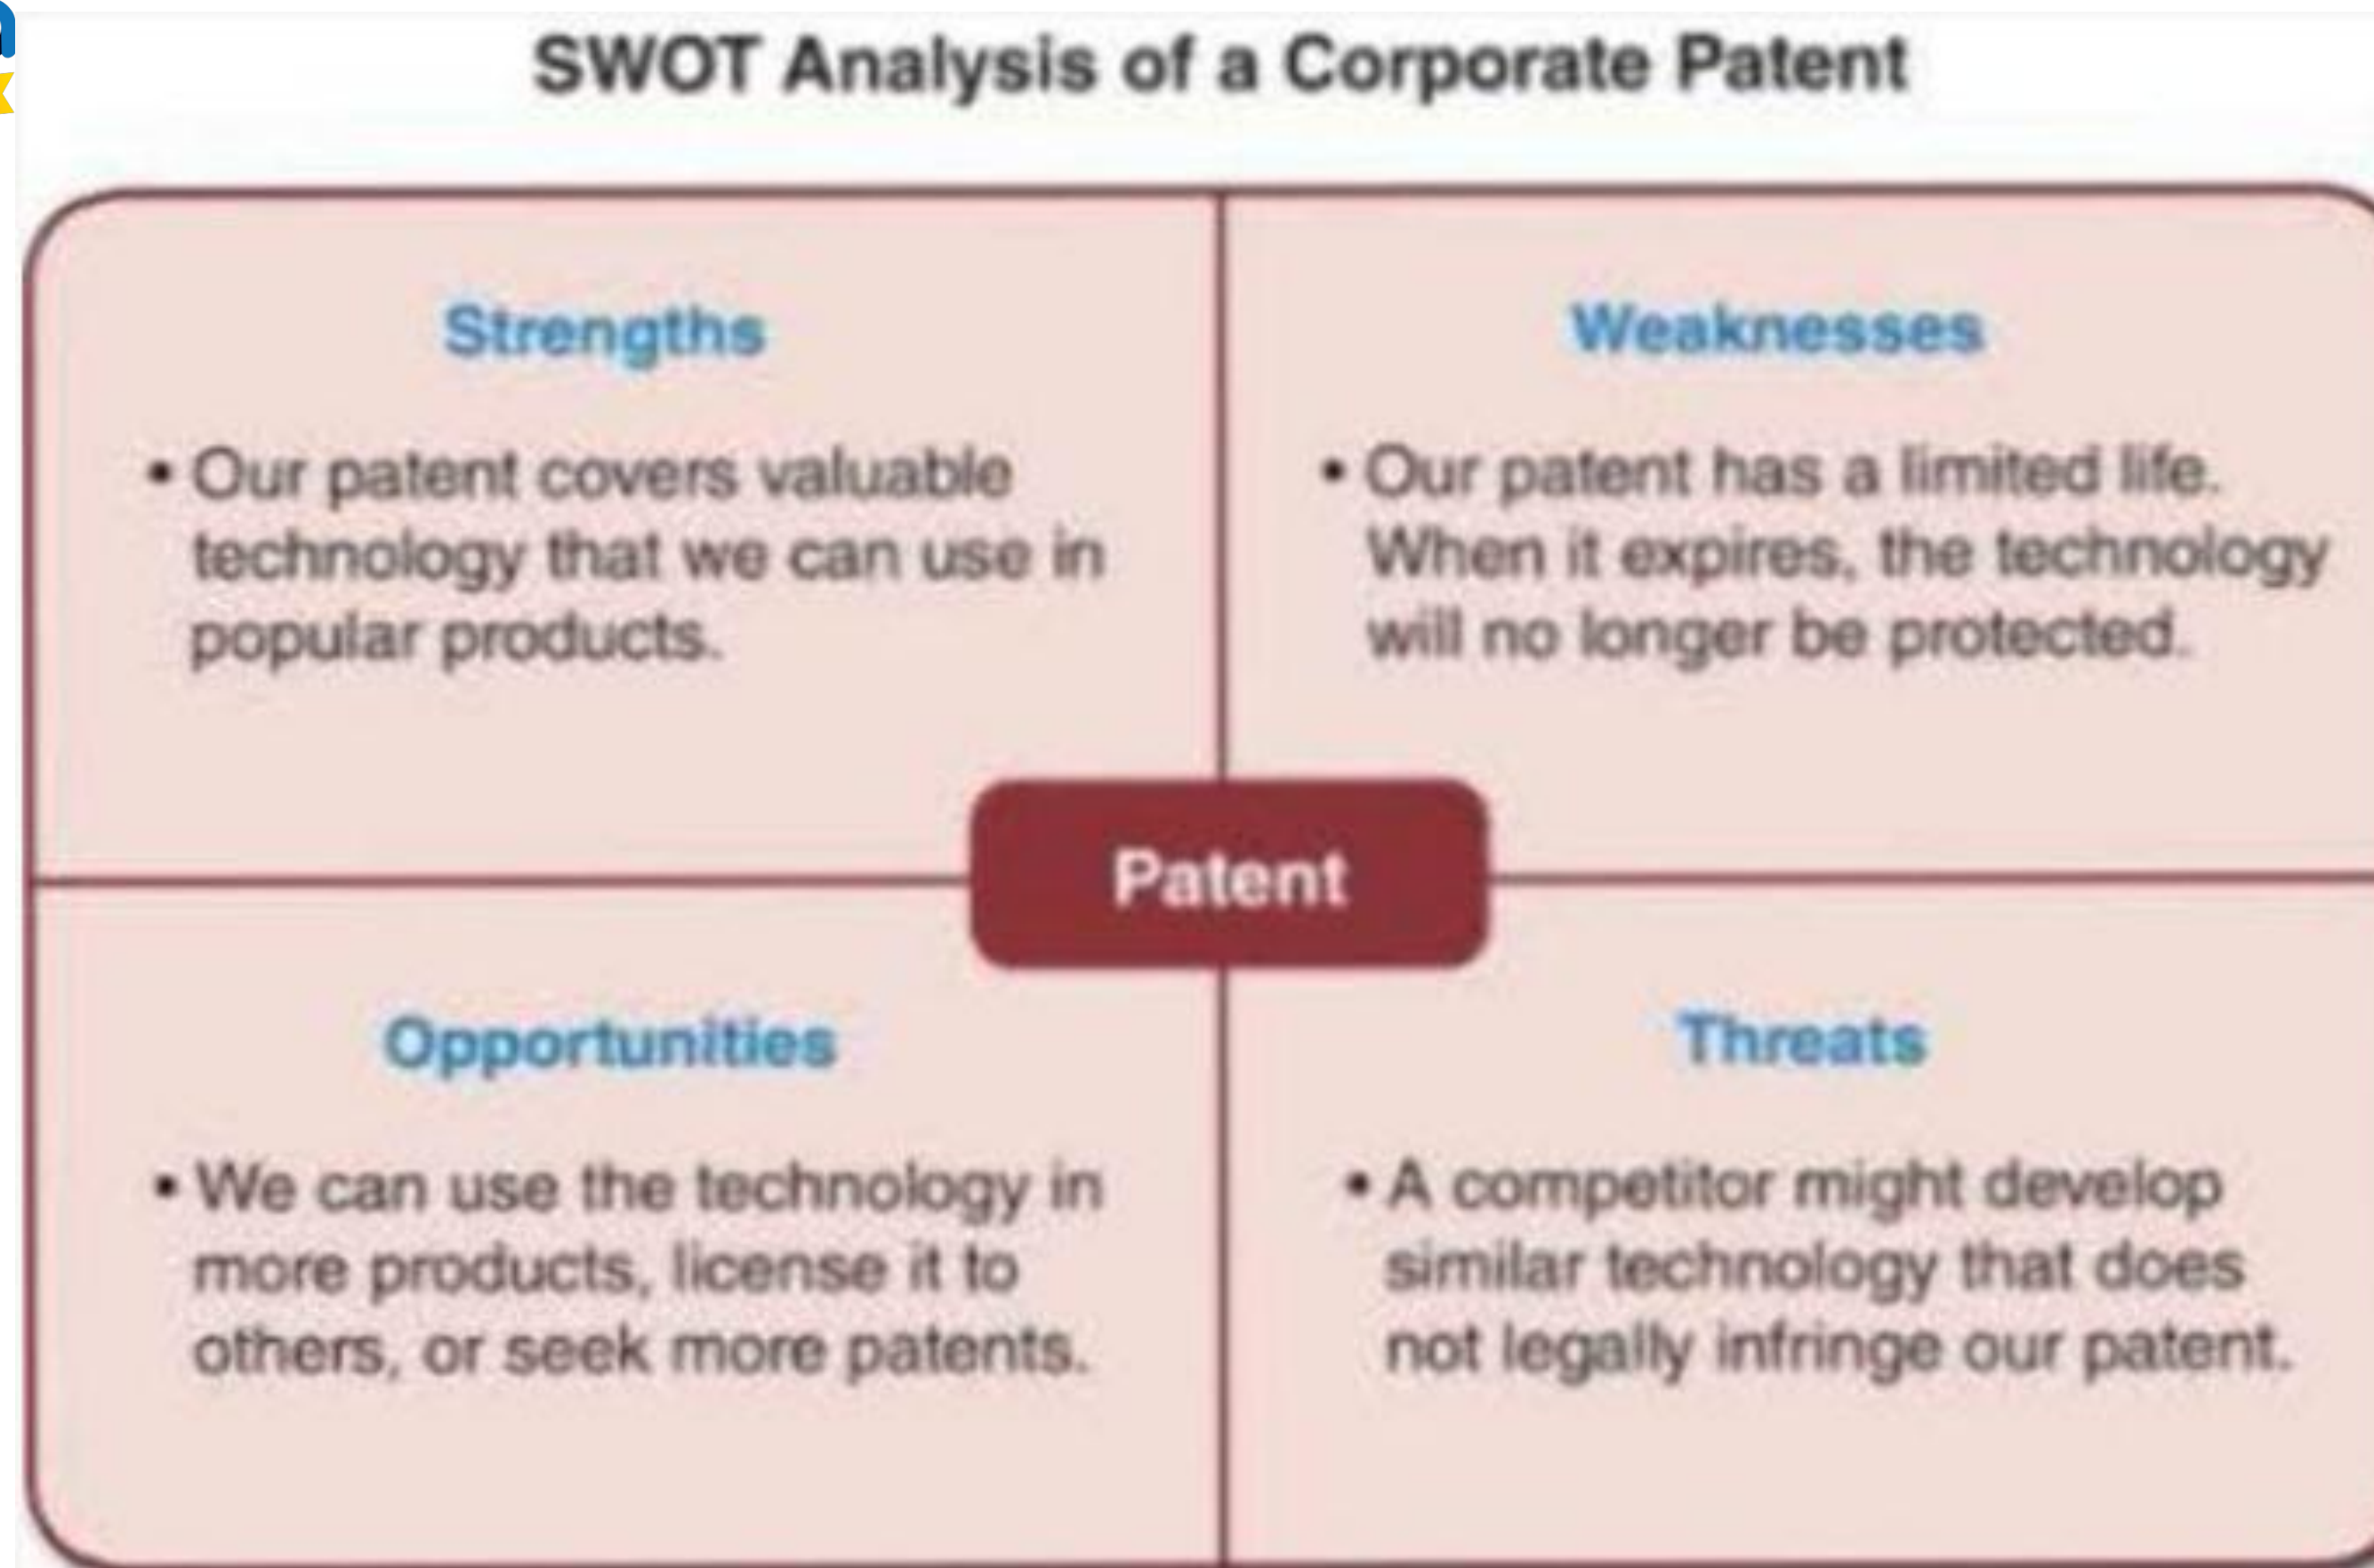 SWOT Analysis of a Corporate Patent
Strengths
• Our patent covers valuable
technology that we can use in
popular products.
Weaknesses
• Our patent has a limited life.
When it expires, the technology
will no longer be protected.
Patent
Opportunities
• We can use the technology in
more products, license it to
others, or seek more patents.
Threats
• A competitor might develop
similar technology that does
not legally infringe our patent.